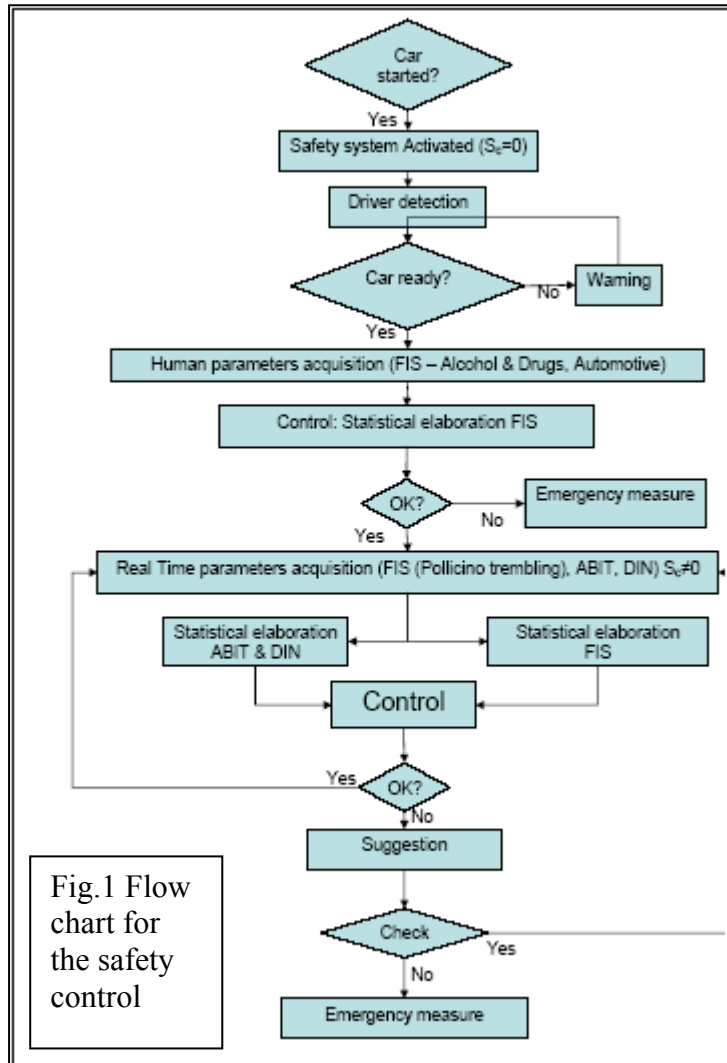 Car
started?
Yes
Safety system Activated (Sc=0)
Driver detection
Car ready?
No
Warning
Yes
Human parameters acquisition (FIS – Alcohol & Drugs, Automotive)
Control: Statistical elaboration FIS
OK?
No
Emergency measure
Yes
Real Time parameters acquisition (FIS (Pollicino trembling), ABIT, DIN) Sc≠0
Statistical elaboration
ABIT & DIN
Statistical elaboration
FIS
Control
Yes
OK?
No
Suggestion
Check
Yes
No
Emergency measure
Fig.1 Flow
chart for
the safety
control